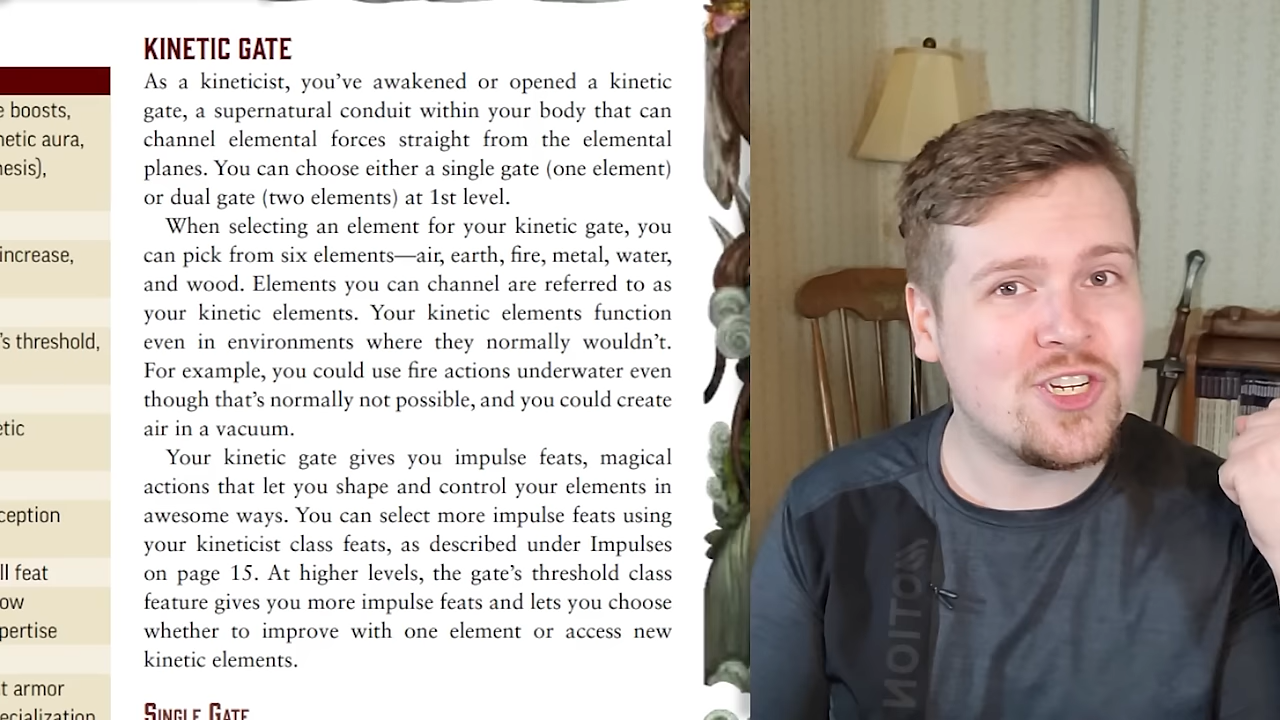 e boosts,
netic aura,
nesis),
increase,
's threshold,
etic
ception
ll feat
ow
pertise
t armor
ecialization
KINETIC GATE
As a kineticist, you've awakened or opened a kinetic
gate, a supernatural conduit within your body that can
channel elemental forces straight from the elemental
planes. You can choose either a single gate (one element)
or dual gate (two elements) at 1st level.
When selecting an element for your kinetic gate, you
can pick from six elements—air, earth, fire, metal, water,
and wood. Elements you can channel are referred to as
your kinetic elements. Your kinetic elements function
even in environments where they normally wouldn't.
For example, you could use fire actions underwater even
though that's normally not possible, and you could create
air in a vacuum.
Your kinetic gate gives you impulse feats, magical
actions that let you shape and control your elements in
awesome ways. You can select more impulse feats using
your kineticist class feats, as described under Impulses
on page 15. At higher levels, the gate's threshold class
feature gives you more impulse feats and lets you choose
whether to improve with one element or access new
kinetic elements.
SINGLE GATE